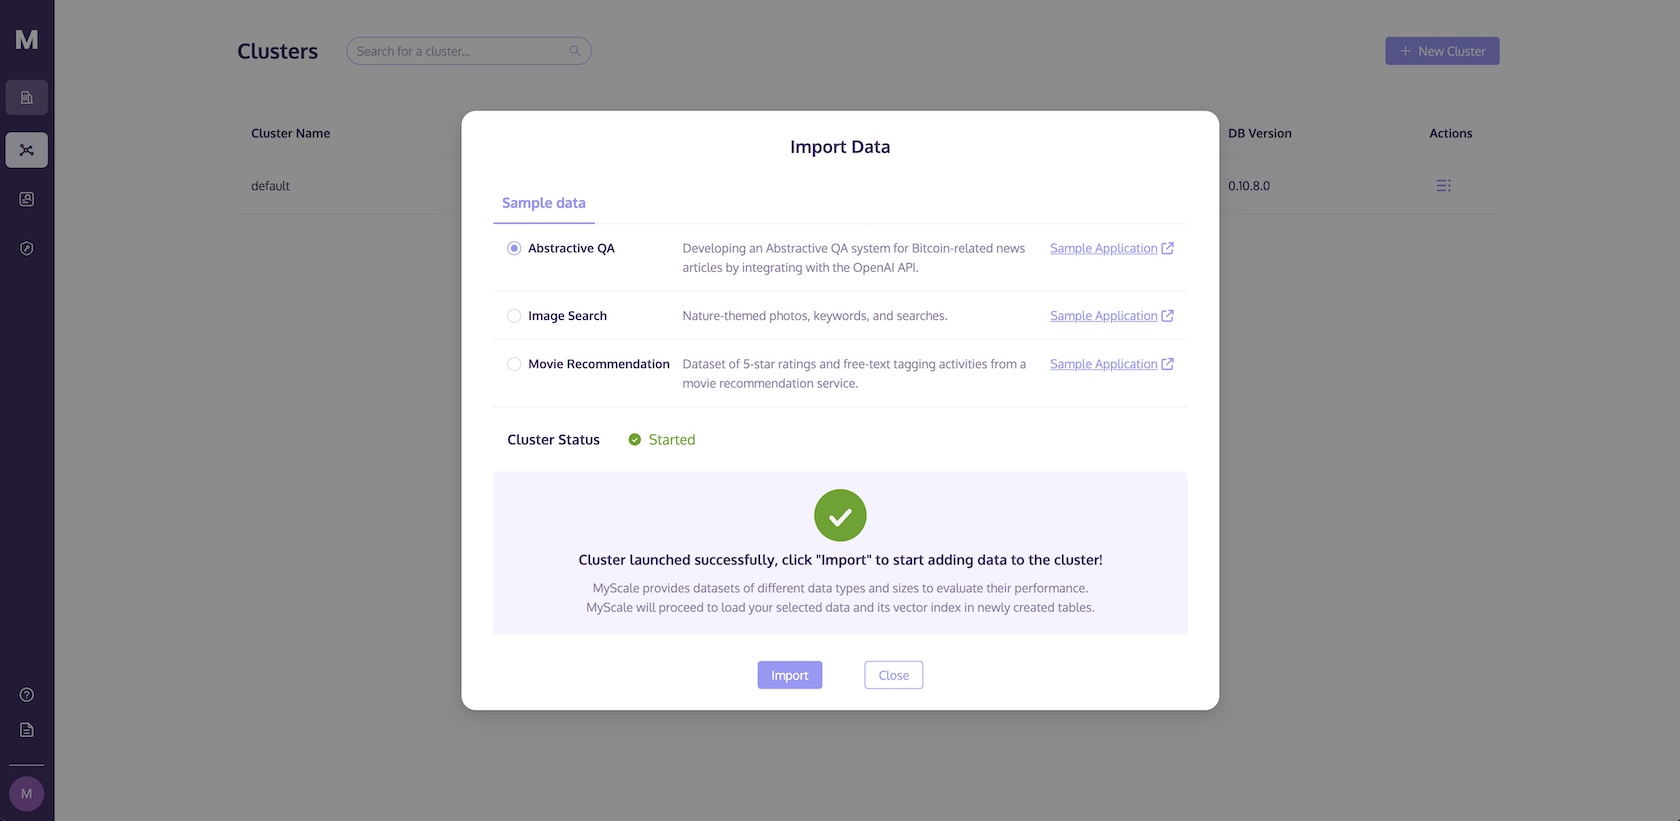 M
Clusters
Search for a cluster...
+ New Cluster
Cluster Name
DB Version
Actions
default
0.10.8.0
Import Data
Sample data
Abstractive QA
Developing an Abstractive QA system for Bitcoin-related news
articles by integrating with the OpenAI API.
Sample Application
Image Search
Nature-themed photos, keywords, and searches.
Sample Application
Movie Recommendation
Dataset of 5-star ratings and free-text tagging activities from a
movie recommendation service.
Sample Application
Cluster Status
Started
Cluster launched successfully, click "Import" to start adding data to the cluster!
MyScale provides datasets of different data types and sizes to evaluate their performance.
MyScale will proceed to load your selected data and its vector index in newly created tables.
Import
Close
M